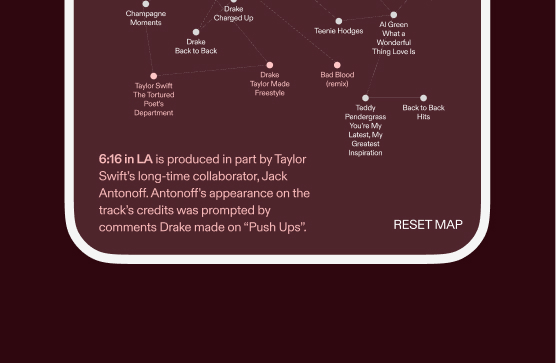 Champagne
Moments
Drake
Charged Up
Drake
Back to Back
Teenie Hodges
Al Green
What a
Wonderful
Thing Love Is
Taylor Swift
The Tortured
Poet's
Department
Drake
Taylor Made
Freestyle
Bad Blood
(remix)
Teddy
Pendergrass
You're My
Latest, My
Greatest
Inspiration
Back to Back
Hits
6:16 in LA is produced in part by Taylor
Swift's long-time collaborator, Jack
Antonoff. Antonoff's appearance on the
track's credits was prompted by
comments Drake made on “Push Ups”.
RESET MAP